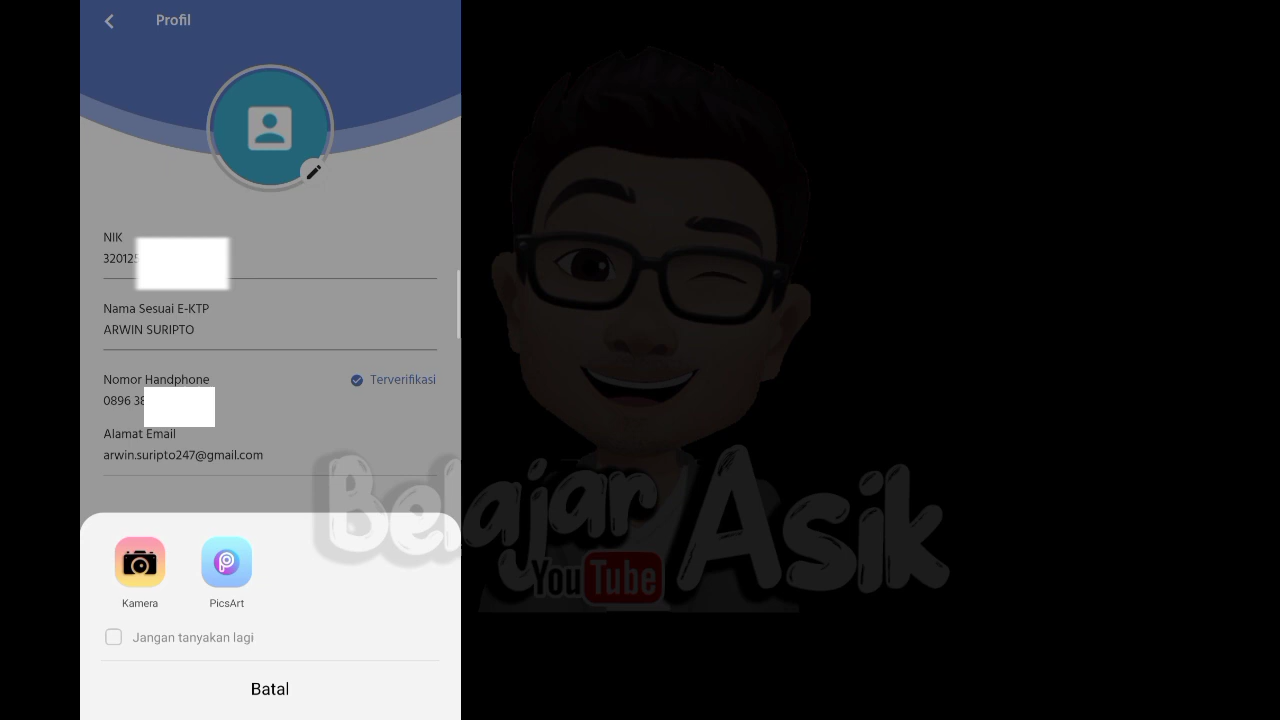 Profil
NIK
320125
Nama Sesuai E-KTP
ARWIN SURIPTO
Nomor Handphone
Terverifikasi
0896 38
Alamat Email
arwin.suripto247@gmail.com
Belajar Asik
YouTube
Kamera
PicsArt
Jangan tanyakan lagi
Batal